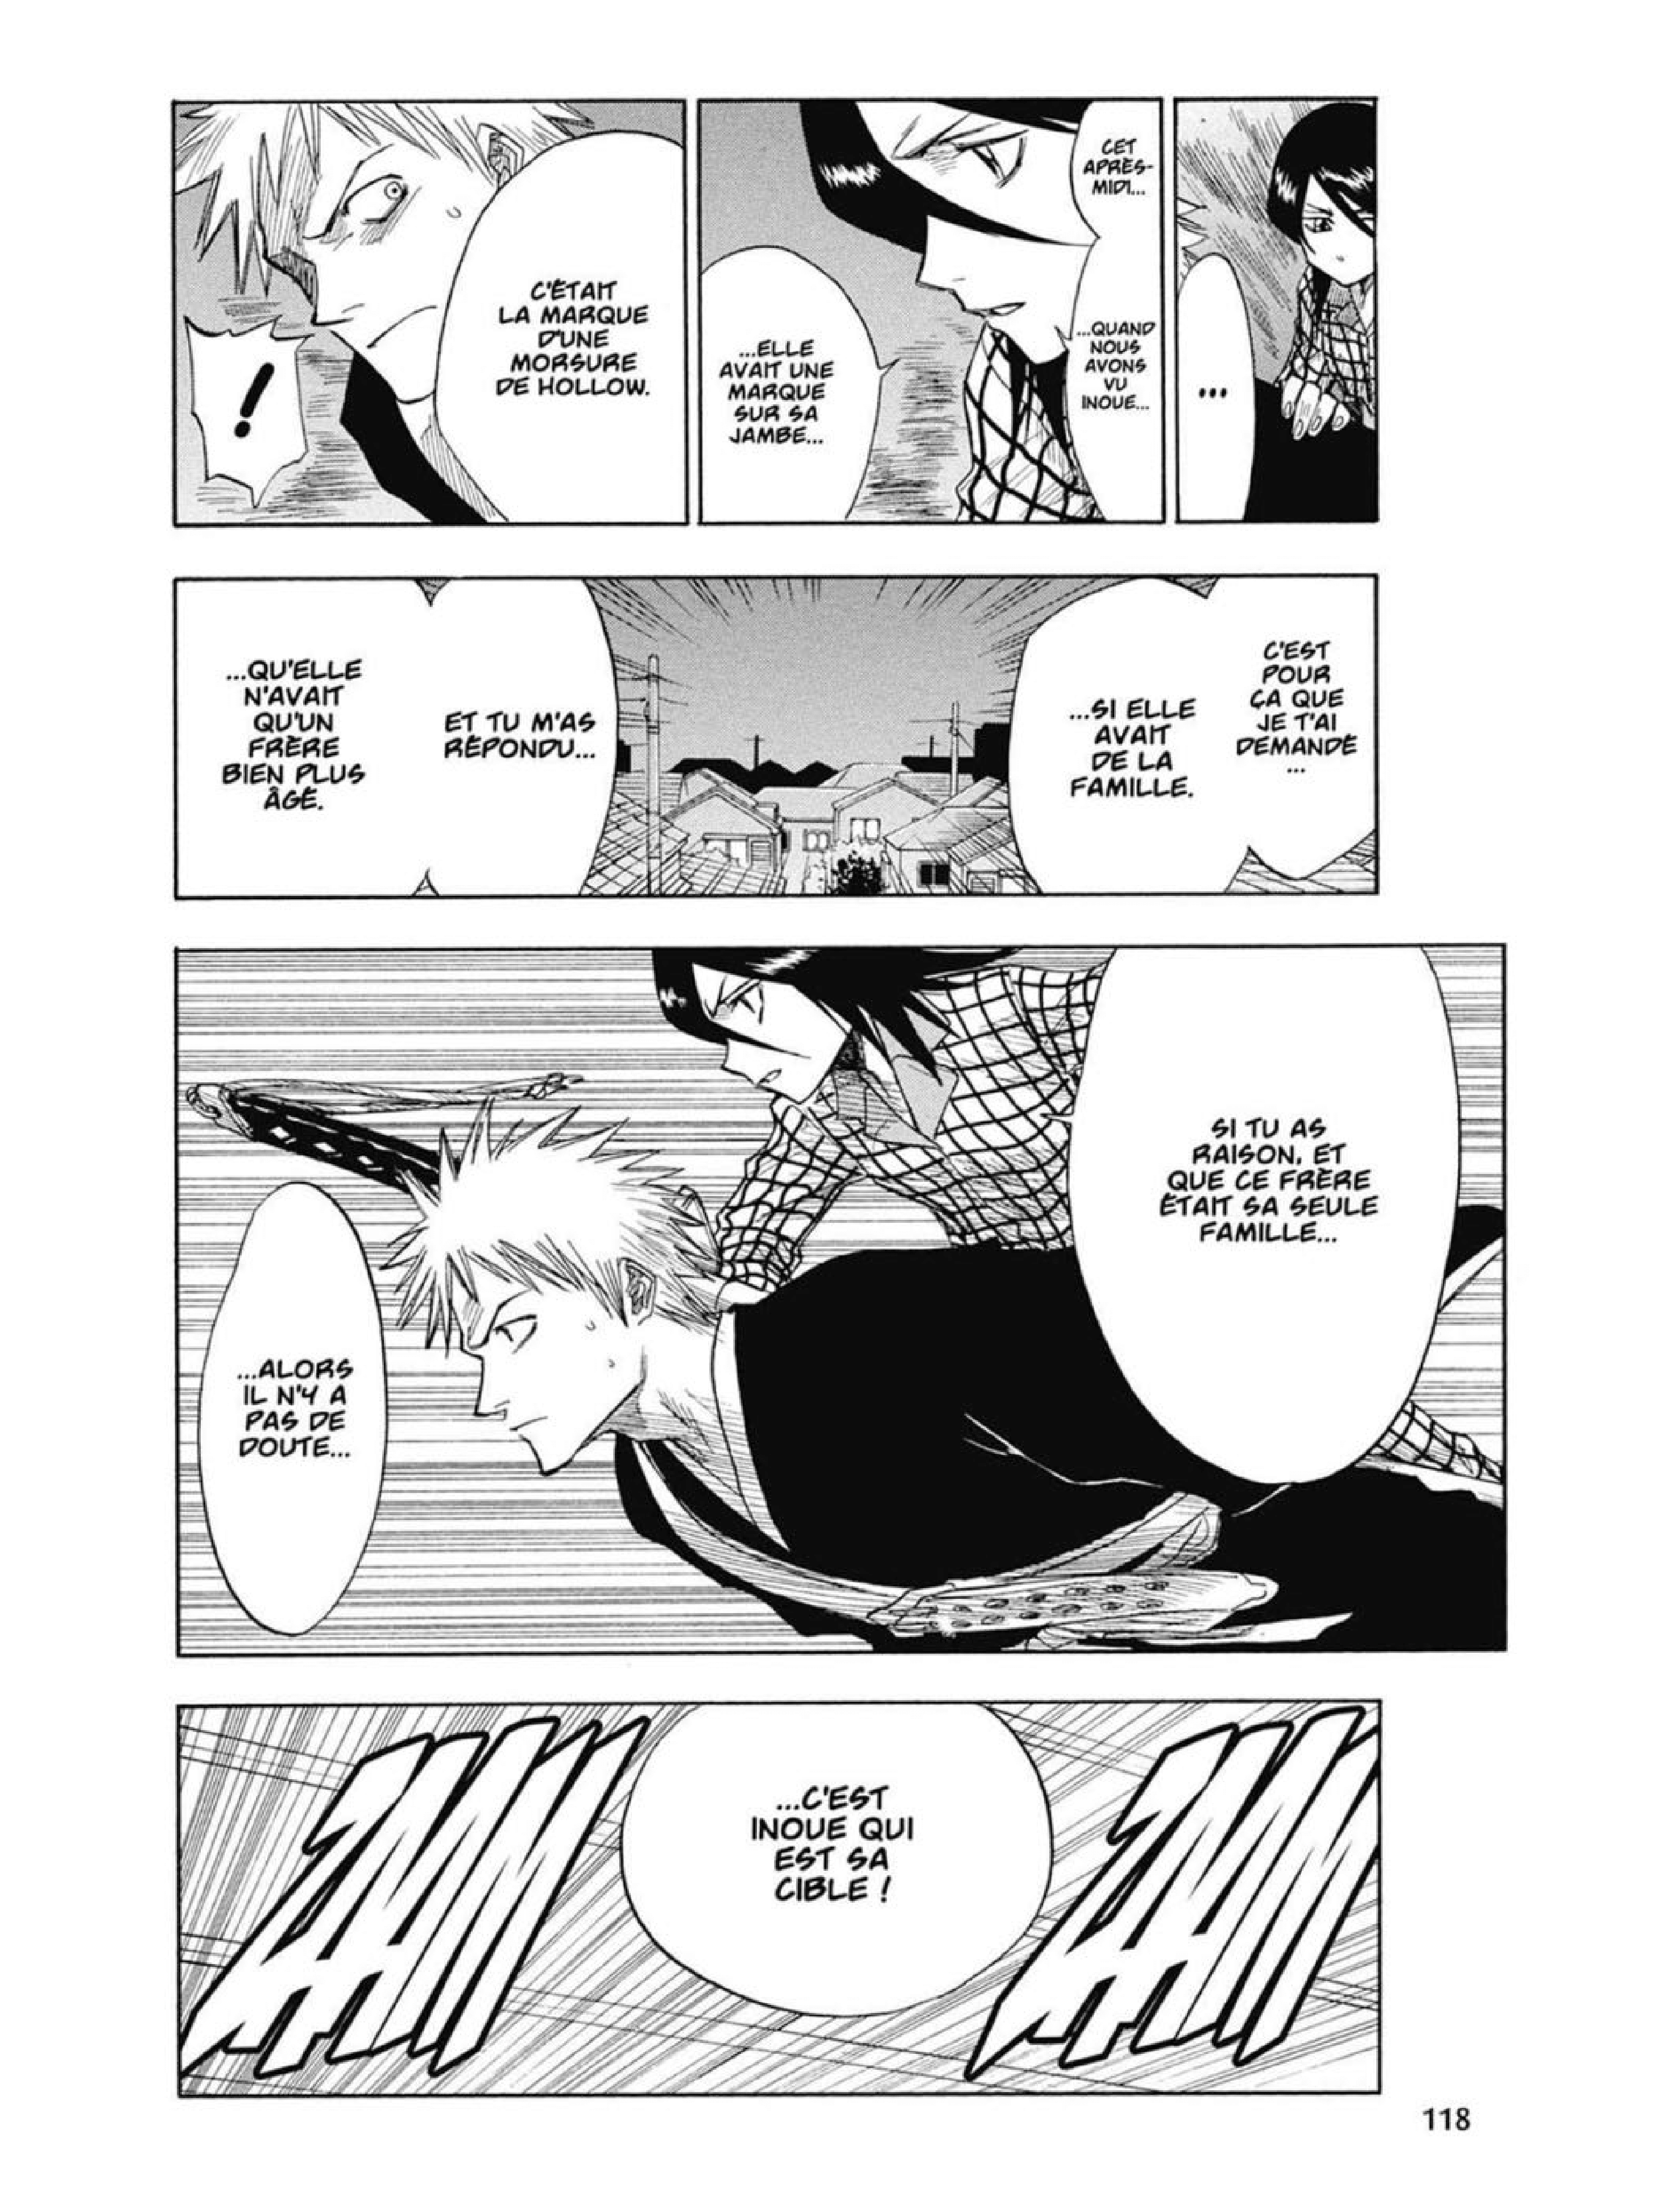 ...
CET
APRÈS-
MIDI...
...QUAND
NOUS
AVONS
VU
INOUE...
...ELLE
AVAIT UNE
MARQUE
SUR SA
JAMBE...
C'ÉTAIT
LA MARQUE
D'UNE
MORSURE
DE HOLLOW.
!
C'EST
POUR
ÇA QUE
JE T'AI
DEMANDÉ
...
...SI ELLE
AVAIT
DE LA
FAMILLE.
ET TU M'AS
RÉPONDU...
...QU'ELLE
N'AVAIT
QU'UN
FRÈRE
BIEN PLUS
ÂGÉ.
SI TU AS
RAISON, ET
QUE CE FRÈRE
ÉTAIT SA SEULE
FAMILLE...
...ALORS
IL N'Y A
PAS DE
DOUTE...
...C'EST
INOUE QUI
EST SA
CIBLE !
118